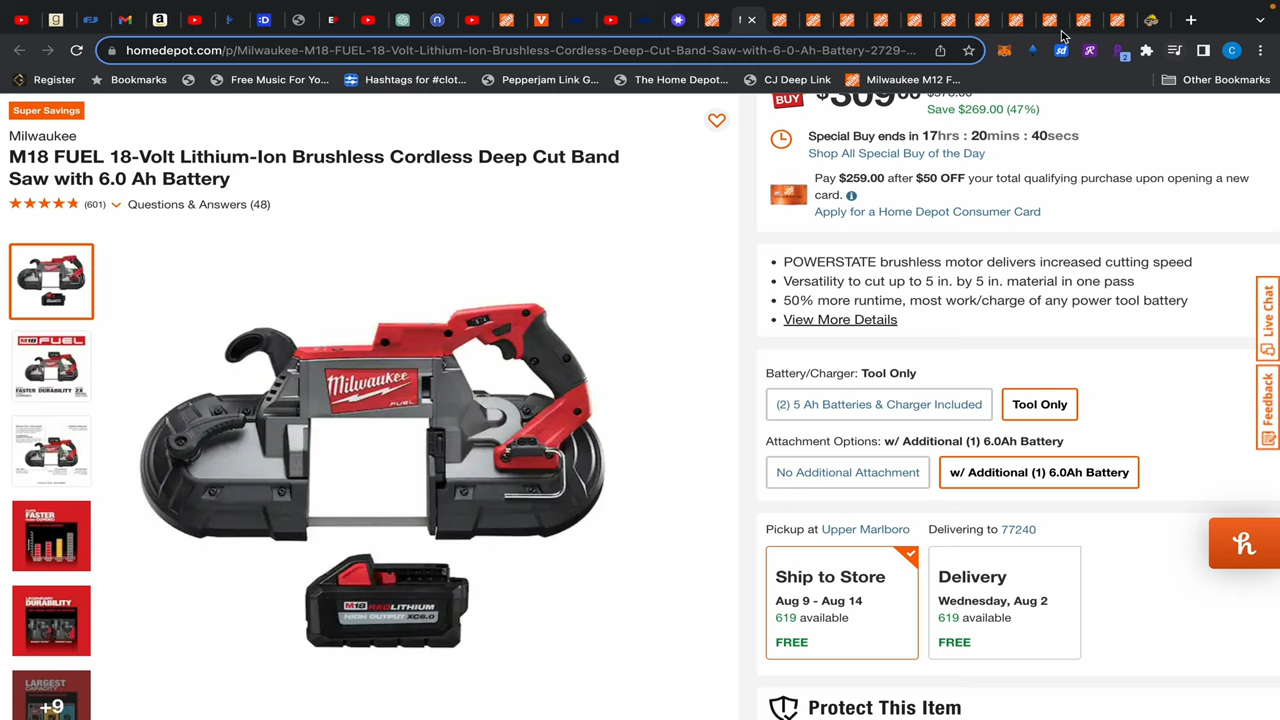 homedepot.com/p/Milwaukee-M18-FUEL-18-Volt-Lithium-Ion-Brushless-Cordless-Deep-Cut-Band-Saw-with-6-0-Ah-Battery-2729-...
Register
Bookmarks
Free Music For Yo...
Hashtags for #clot...
Pepperjam Link G...
The Home Depot...
CJ Deep Link
Milwaukee M12 F...
Other Bookmarks
Super Savings
Milwaukee
M18 FUEL 18-Volt Lithium-Ion Brushless Cordless Deep Cut Band
Saw with 6.0 Ah Battery
(601)
Questions & Answers (48)
Milwaukee
FUEL
M18 REDLITHIUM
HIGH OUTPUT XC6.0
M18 FUEL
LARGEST
CAPACITY
+9
BUY
$309.00
Save $269.00 (47%)
Special Buy ends in 17hrs : 20mins : 40secs
Shop All Special Buy of the Day
Pay $259.00 after $50 OFF your total qualifying purchase upon opening a new
card.
Apply for a Home Depot Consumer Card
• POWERSTATE brushless motor delivers increased cutting speed
• Versatility to cut up to 5 in. by 5 in. material in one pass
• 50% more runtime, most work/charge of any power tool battery
• View More Details
Battery/Charger: Tool Only
(2) 5 Ah Batteries & Charger Included
Tool Only
Attachment Options: w/ Additional (1) 6.0Ah Battery
No Additional Attachment
w/ Additional (1) 6.0Ah Battery
Pickup at Upper Marlboro
Delivering to 77240
Ship to Store
Aug 9 - Aug 14
619 available
FREE
Delivery
Wednesday, Aug 2
619 available
FREE
Protect This Item
Live Chat
Feedback